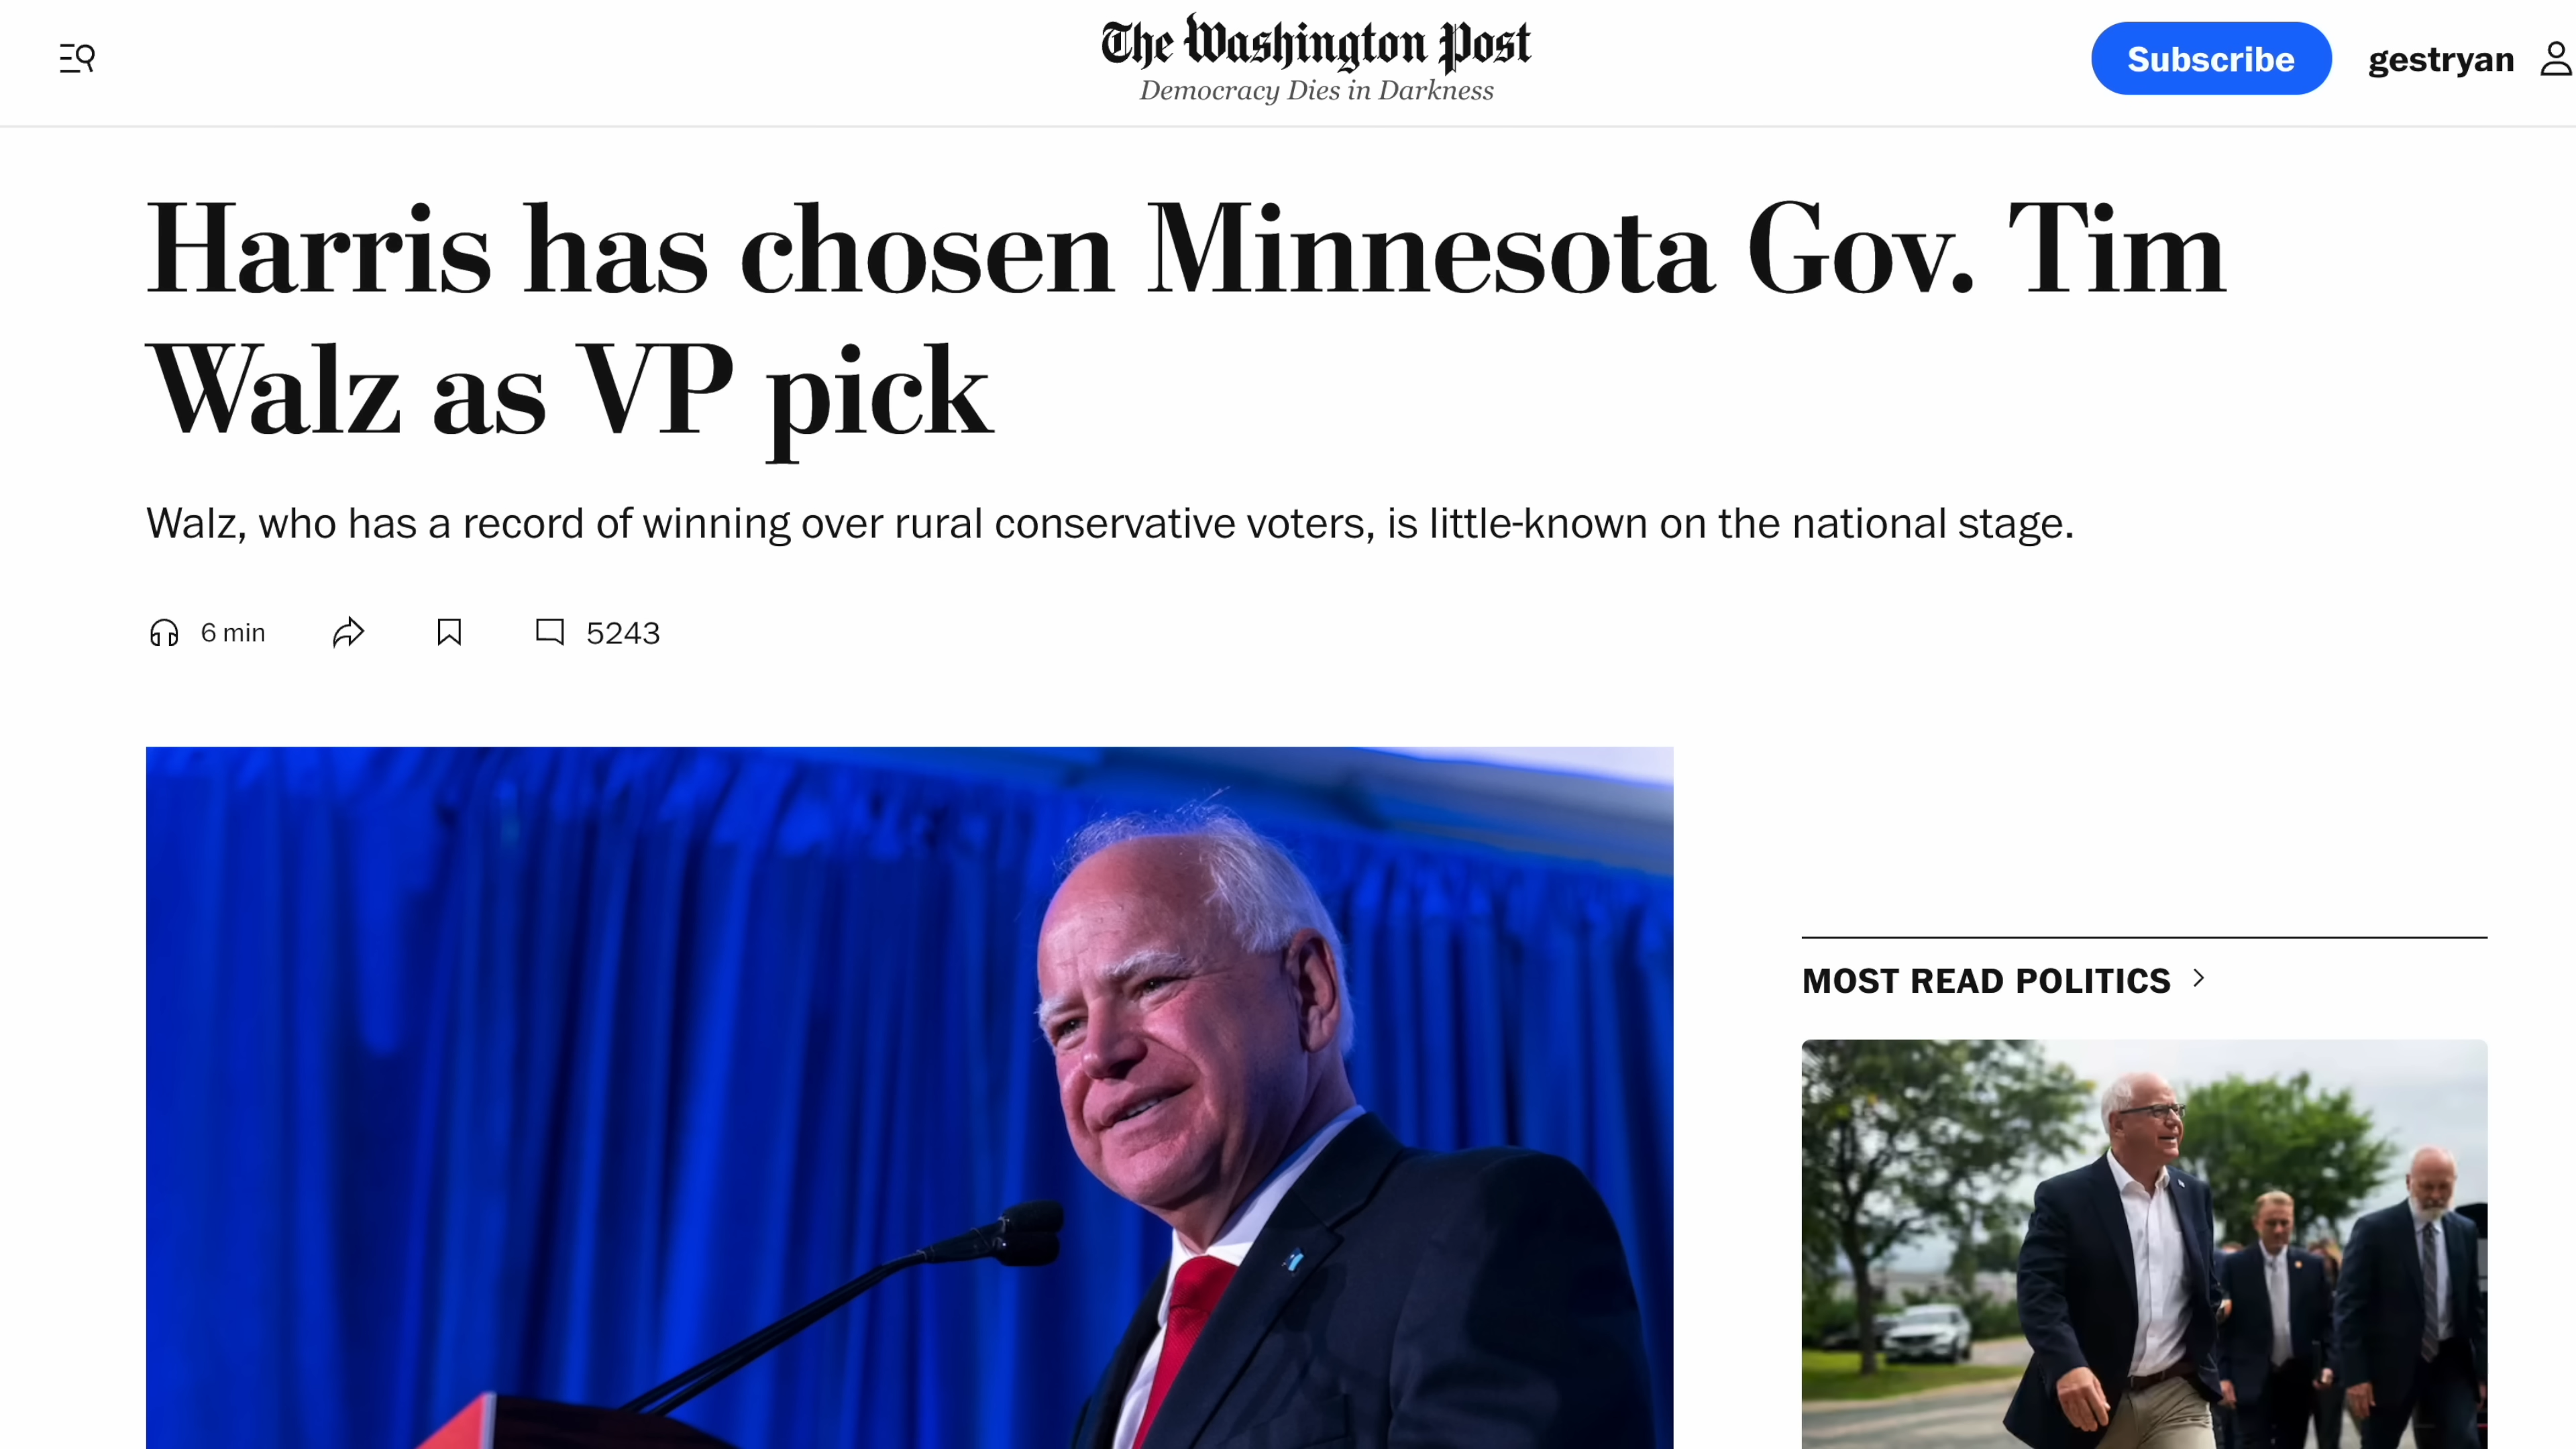 The Washington Post
Democracy Dies in Darkness
Subscribe
gestryan
Harris has chosen Minnesota Gov. Tim
Walz as VP pick
Walz, who has a record of winning over rural conservative voters, is little-known on the national stage.
6 min
5243
MOST READ POLITICS